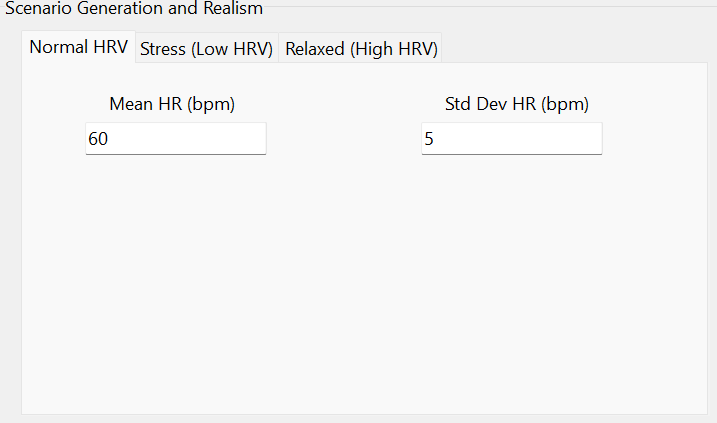 Scenario Generation and Realism
Normal HRV Stress (Low HRV) Relaxed (High HRV)
Mean HR (bpm) Std Dev HR (bpm)
60 5